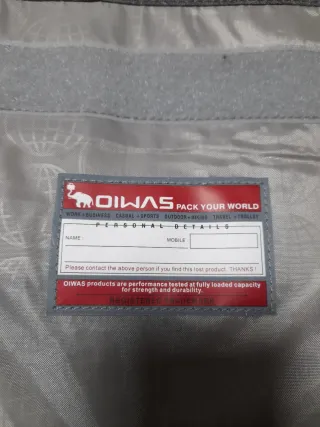 OIWAS PACK YOUR WORLD
WORK+BUSINESS CASUAL+SPORTS OUTDOOR+HIKING TRAVEL+TROLLEY
PERSONAL DETAILS
NAME MOBILE
Please contact the above person if you find this rest product. THANKS!
OIWAS products are performance tested at fully loaded capacity
for strength and durability.
REGISTERED